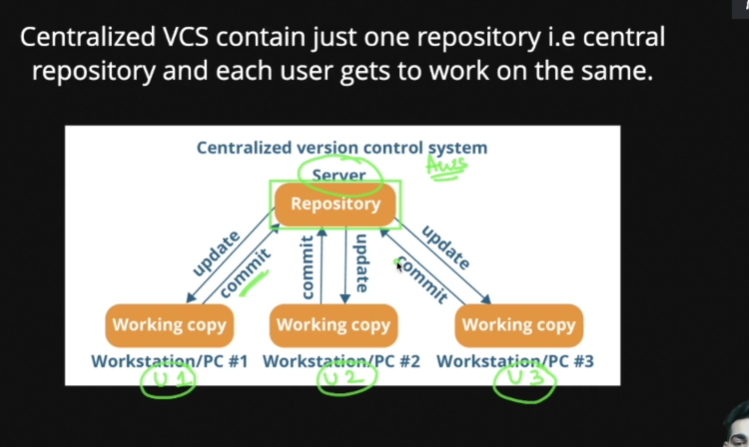 Centralized VCS contain just one repository i.e central
repository and each user gets to work on the same.
Centralized version control system
Server
Repository
update
commit
commit
update
update
commit
Working copy
Working copy
Working copy
Workstation/PC #1
Workstation/PC #2
Workstation/PC #3
U1
U2
U3